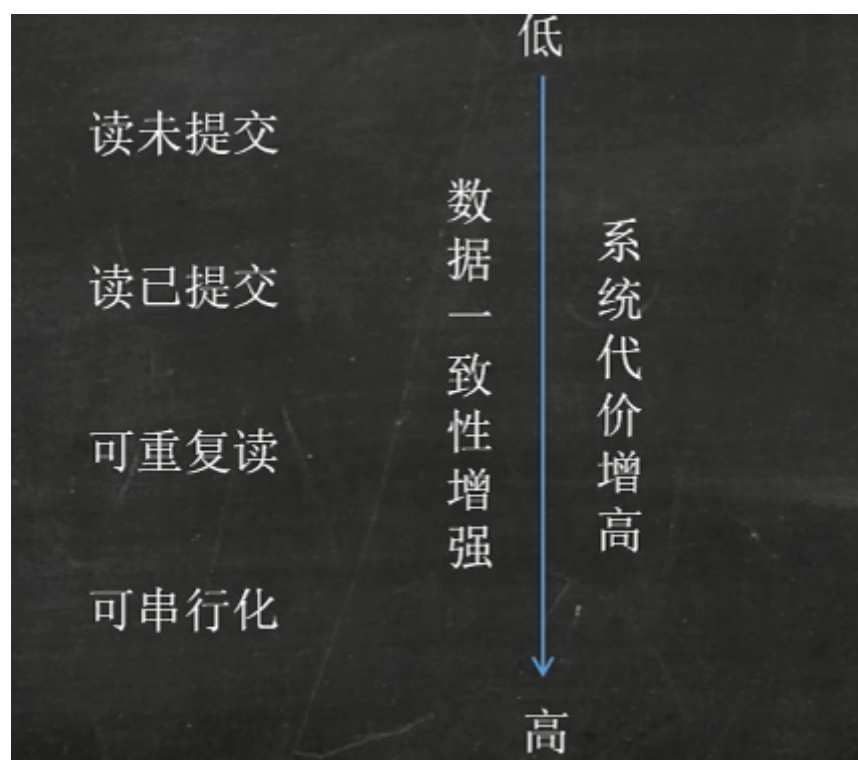 低
读未提交
读已提交
可重复读
可串行化
数据一致性增强
系统代价增高
高